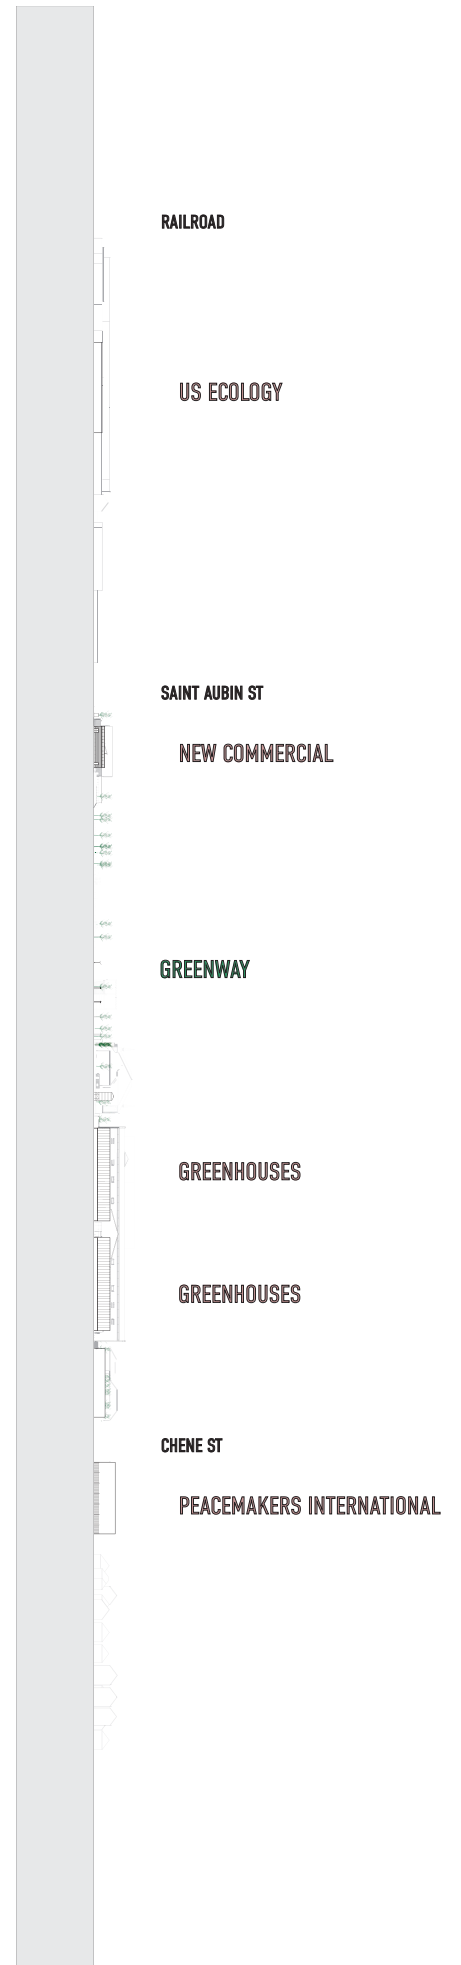 RAILROAD
US ECOLOGY
SAINT AUBIN ST
NEW COMMERCIAL
GREENWAY
GREENHOUSES
GREENHOUSES
CHENE ST
PEACEMAKERS INTERNATIONAL